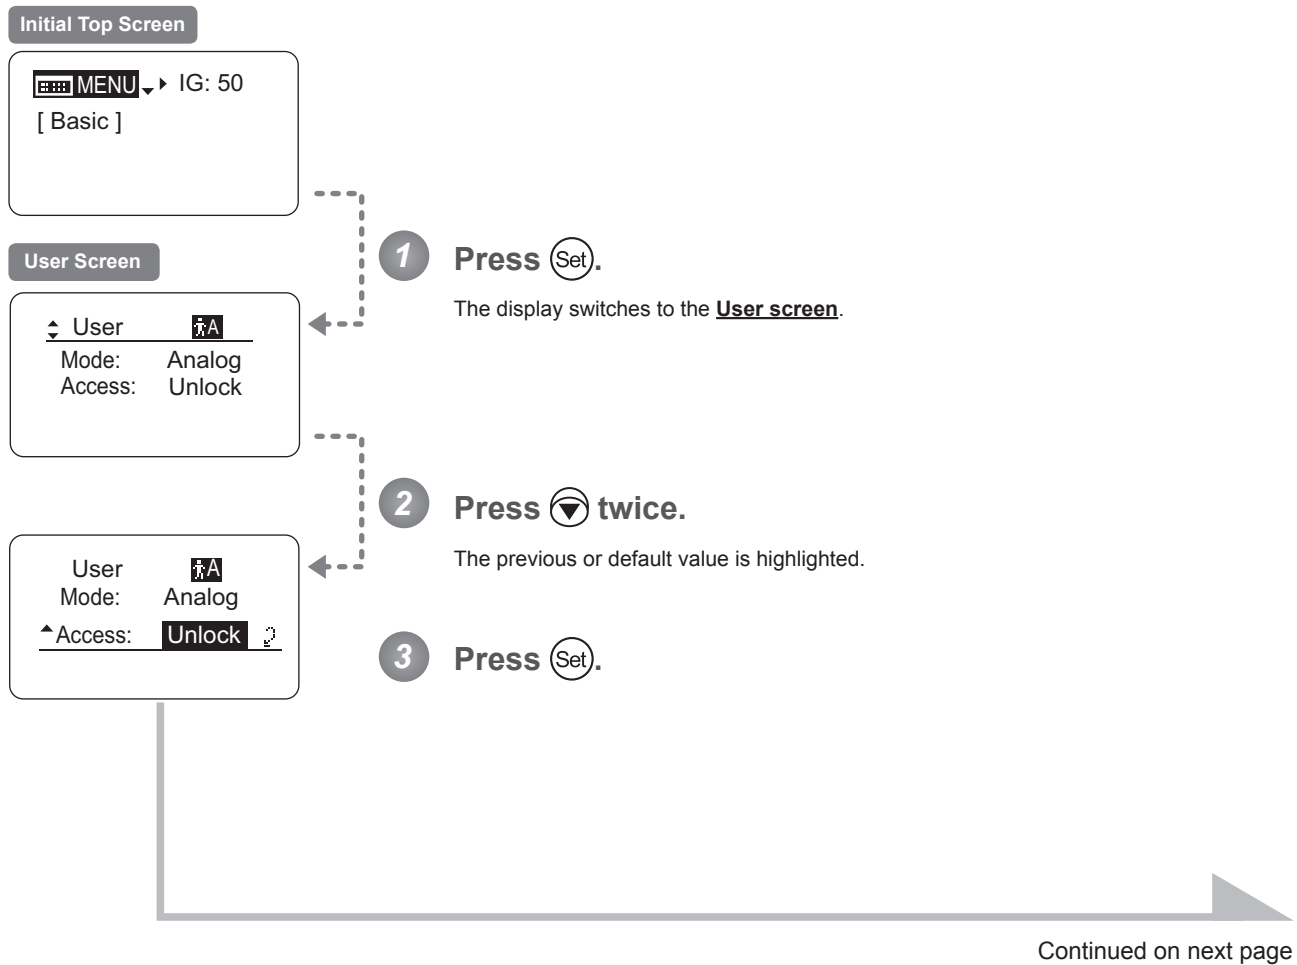 Initial Top Screen
MENU IG: 50
[ Basic ]
User Screen
User A
Mode: Analog
Access: Unlock
1 Press Set.
The display switches to the User screen.
2 Press twice.
The previous or default value is highlighted.
User A
Mode: Analog
Access: Unlock
3 Press Set.
Continued on next page